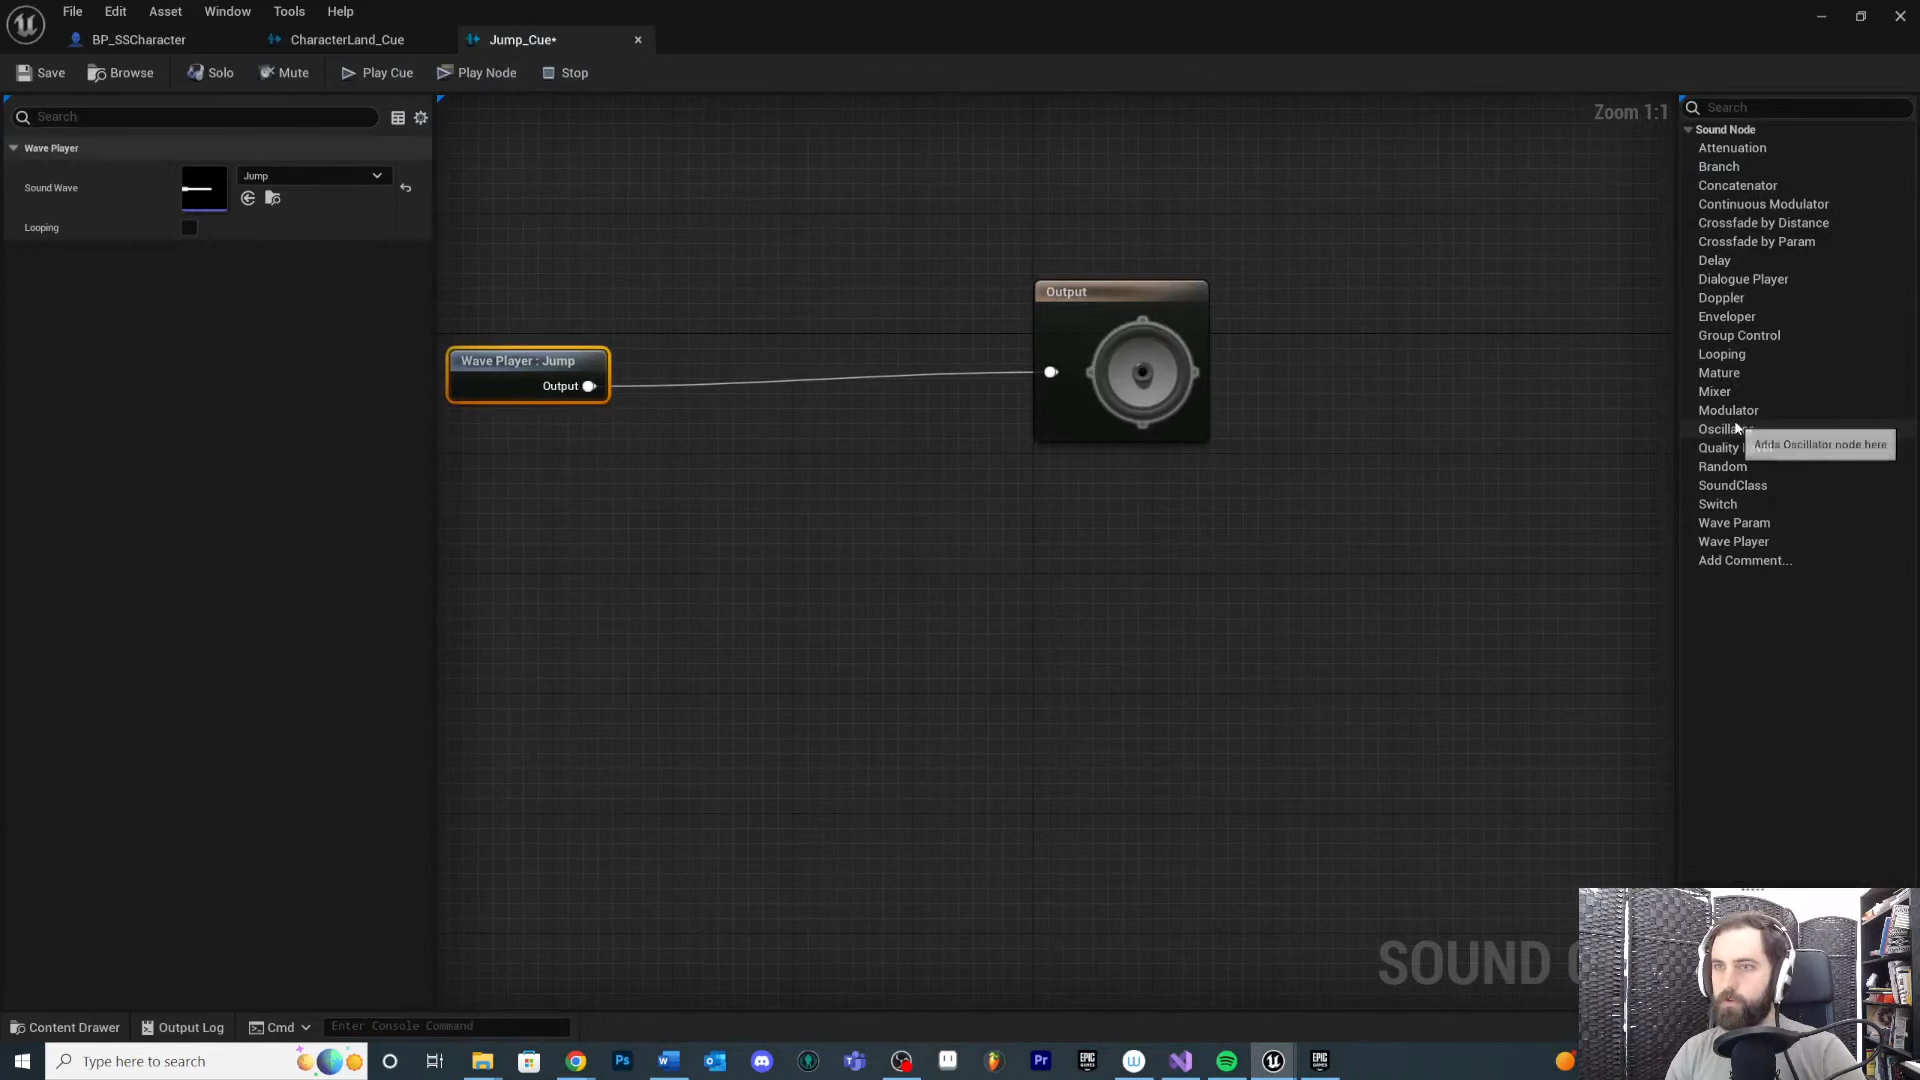 File Edit Asset Window Tools Help
BP_SSCharacter CharacterLand_Cue Jump_Cue*
Save Browse Solo Mute Play Cue Play Node Stop
Search
Wave Player
Sound Wave Jump
Looping
Zoom 1:1
Wave Player : Jump
Output
Output
Search
Sound Node
Attenuation
Branch
Concatenator
Continuous Modulator
Crossfade by Distance
Crossfade by Param
Delay
Dialogue Player
Doppler
Enveloper
Group Control
Looping
Mature
Mixer
Modulator
Adds Oscillator node here
Quality
Random
SoundClass
Switch
Wave Param
Wave Player
Add Comment...
SOUND
Content Drawer Output Log Cmd Enter Console Command
Type here to search